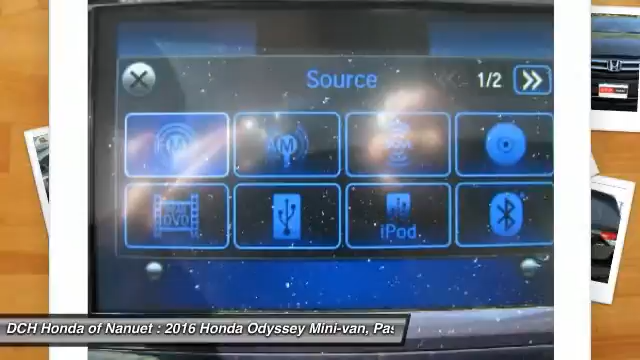 Source
1/2
FM
AM
DVD
iPod
DCH Honda of Nanuet : 2016 Honda Odyssey Mini-van, Pas